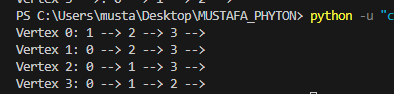 PS C:\Users\musta\Desktop\MUSTAFA_PHYTON> python -u "c
Vertex 0: 1 --> 2 --> 3 -->
Vertex 1: 0 --> 2 --> 3 -->
Vertex 2: 0 --> 1 --> 3 -->
Vertex 3: 0 --> 1 --> 2 -->